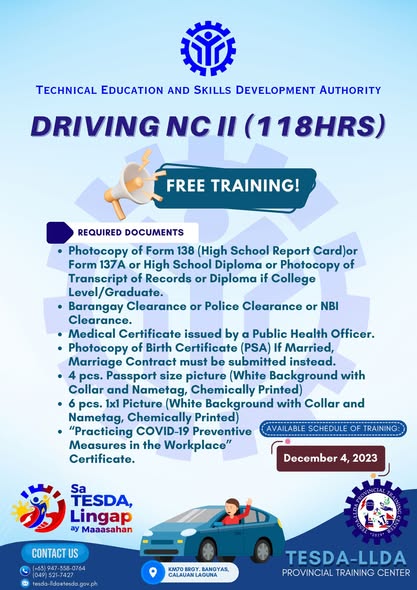 TECHNICAL EDUCATION AND SKILLS DEVELOPMENT AUTHORITY
DRIVING NC II (118HRS)
FREE TRAINING!
REQUIRED DOCUMENTS
• Photocopy of Form 138 (High School Report Card)or
Form 137A or High School Diploma or Photocopy of
Transcript of Records or Diploma if College
Level/Graduate.
• Barangay Clearance or Police Clearance or NBI
Clearance.
• Medical Certificate issued by a Public Health Officer.
• Photocopy of Birth Certificate (PSA) If Married,
Marriage Contract must be submitted instead.
• 4 pcs. Passport size picture (White Background with
Collar and Nametag, Chemically Printed)
• 6 pcs. 1x1 Picture (White Background with Collar and
Nametag, Chemically Printed)
• "Practicing COVID-19 Preventive
Measures in the Workplace"
Certificate.
AVAILABLE SCHEDULE OF TRAINING:
December 4, 2023
Sa
TESDA,
Lingap
ay Maaasahan
CONTACT US
(+63) 947-358-0764
(049) 521-7427
tesda-llda@tesda.gov.ph
KM70 BRGY. BANGYAS,
CALAUAN LAGUNA
TESDA-LLDA
PROVINCIAL TRAINING CENTER